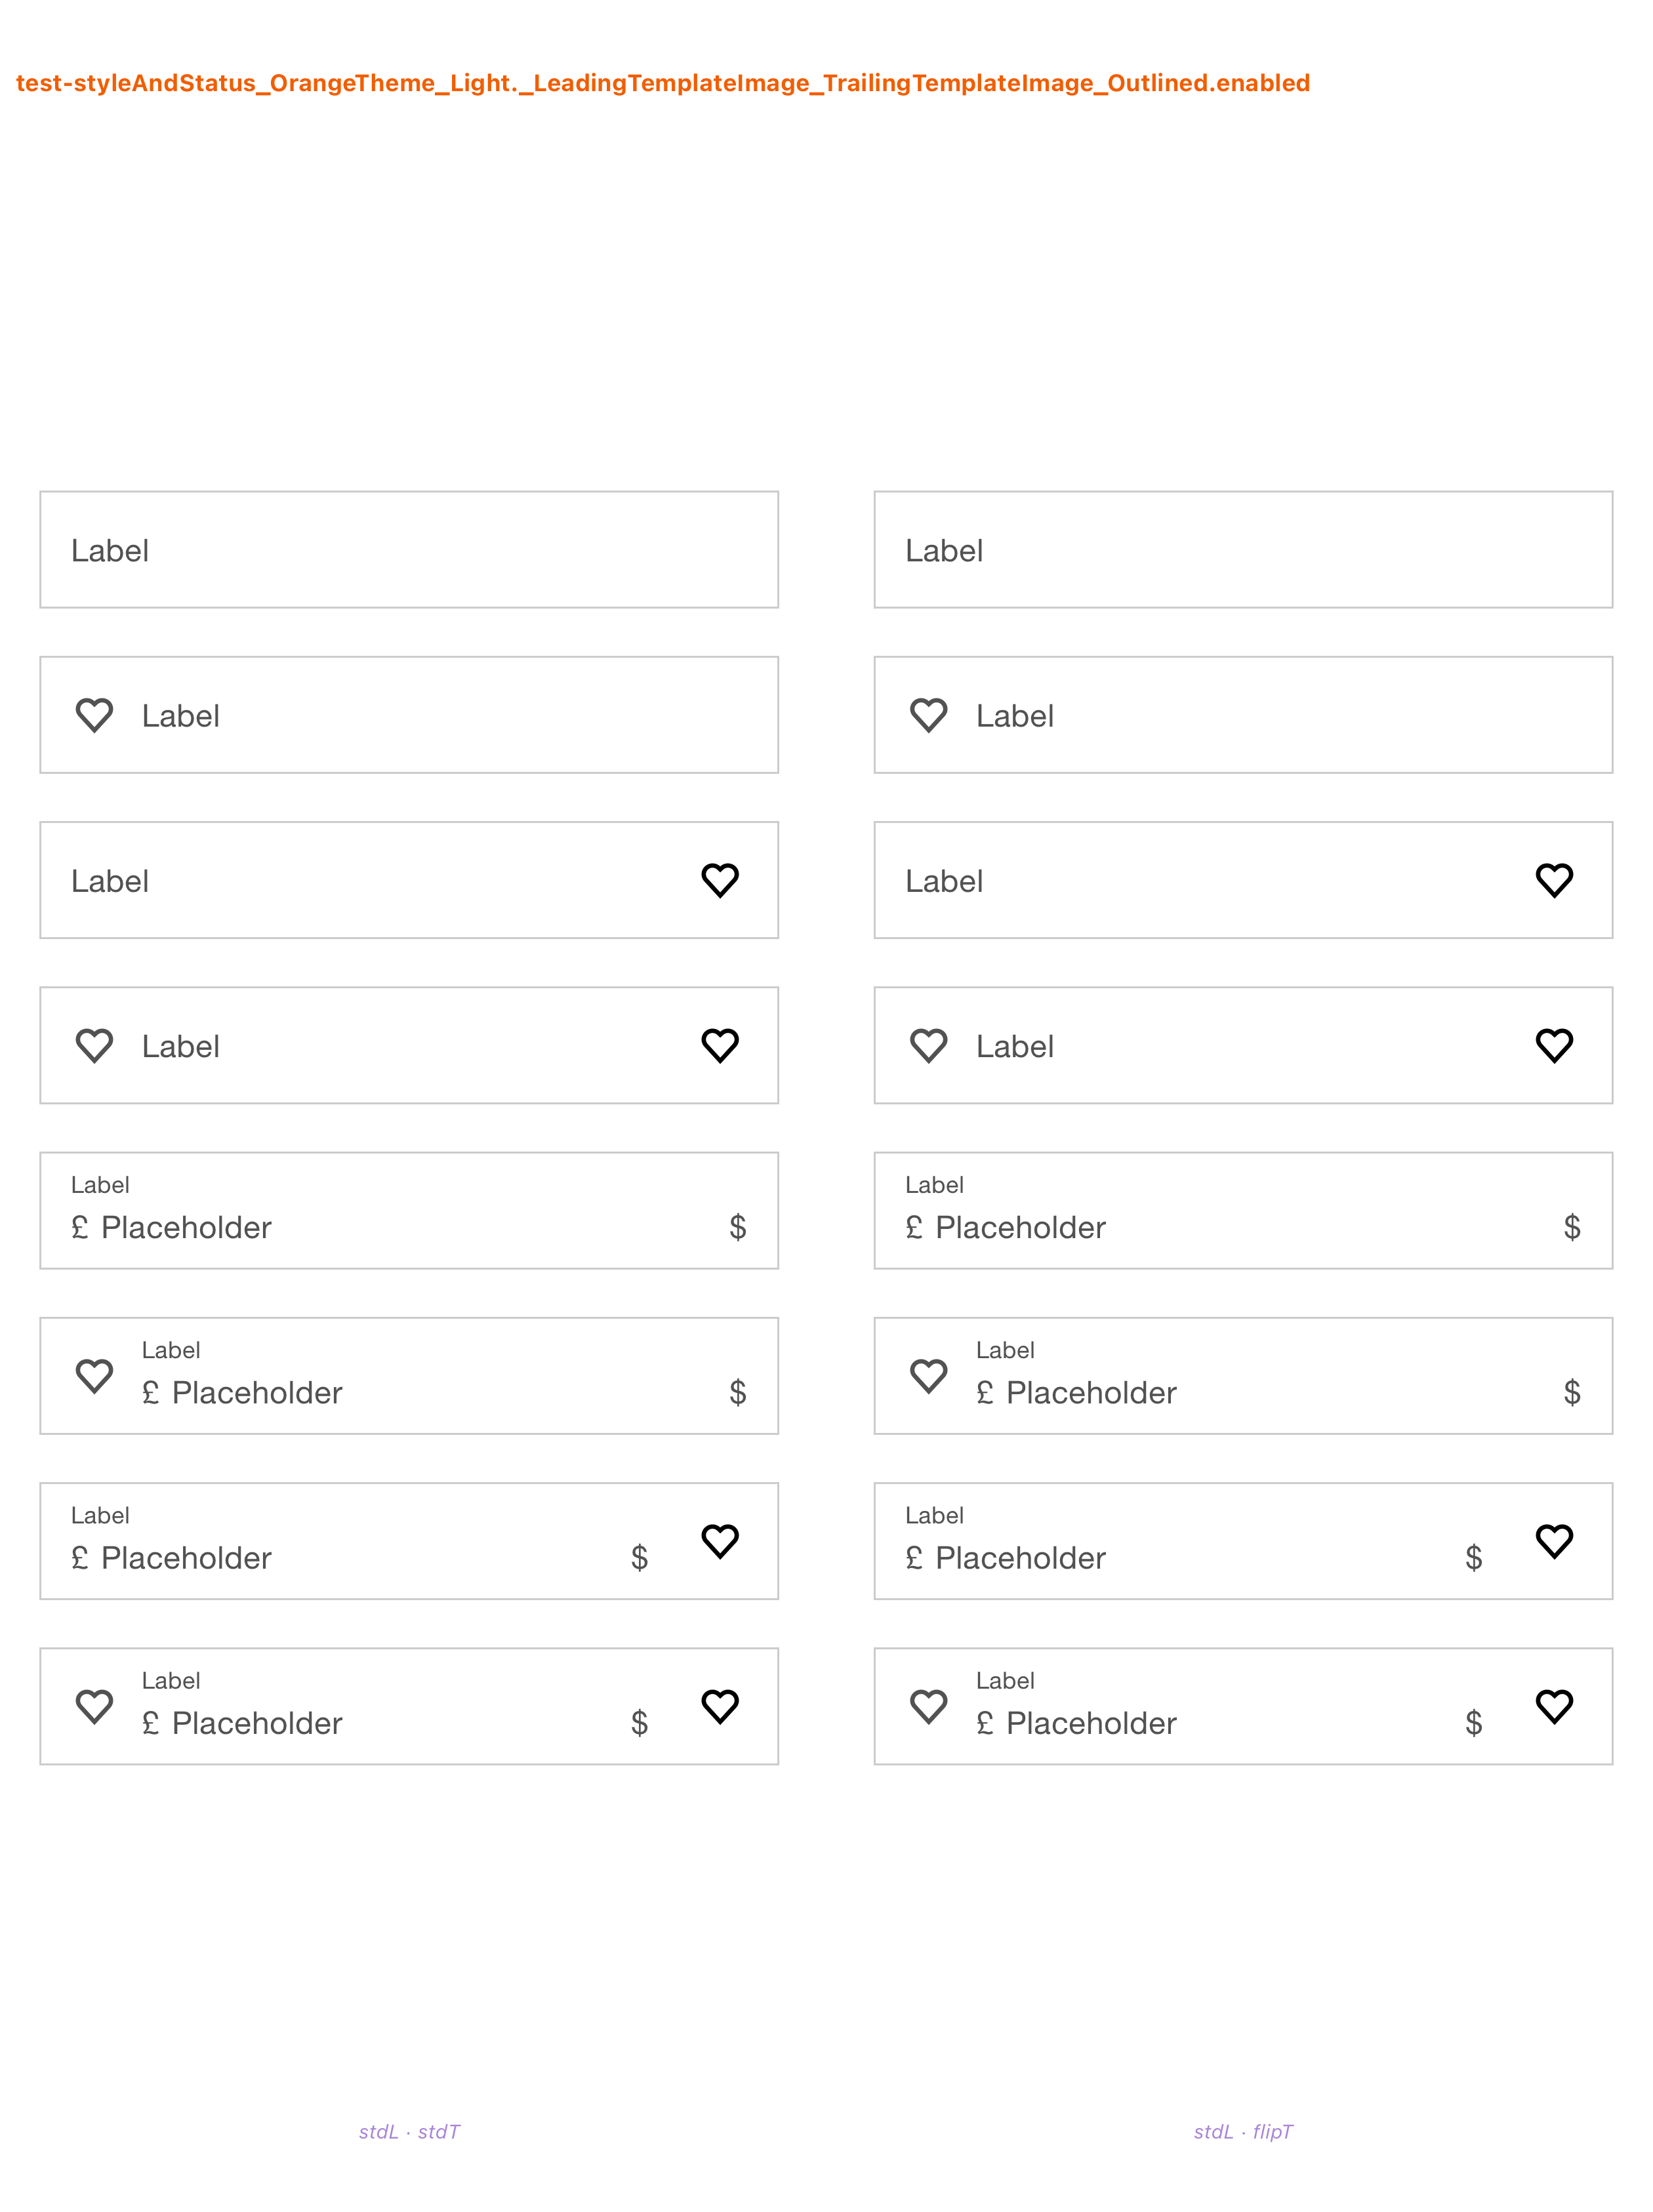 test-styleAndStatus_OrangeTheme_Light._LeadingTemplateImage_TrailingTemplateImage_Outlined.enabled
Label
Label
Label
Label
Label
Label
Label
Label
Label
Label
£ Placeholder $
£ Placeholder $
Label
Label
£ Placeholder $
£ Placeholder $
Label
Label
£ Placeholder $
£ Placeholder $
Label
Label
£ Placeholder $
£ Placeholder $
stdL · stdT
stdL · flipT